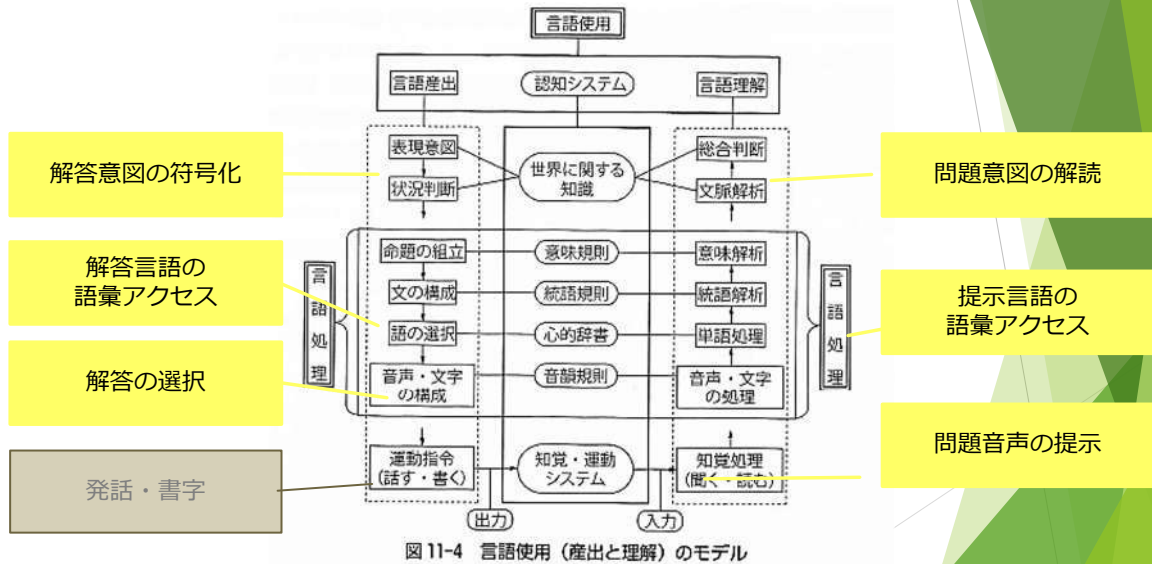 言語使用
言語産出
認知システム
言語理解
解答意図の符号化
表現意図
状況判断
世界に関する
知識
総合判断
文脈解析
問題意図の解読
解答言語の
語彙アクセス
言語処理
命題の組立
文の構成
語の選択
音声・文字
の構成
意味規則
統語規則
心的辞書
音韻規則
意味解析
統語解析
単語処理
音声・文字
の処理
言語処理
提示言語の
語彙アクセス
解答の選択
発話・書字
運動指令
(話す・書く)
知覚・運動
システム
知覚処理
(聞く・読む)
問題音声の提示
出力
入力
図 11-4 言語使用(産出と理解)のモデル